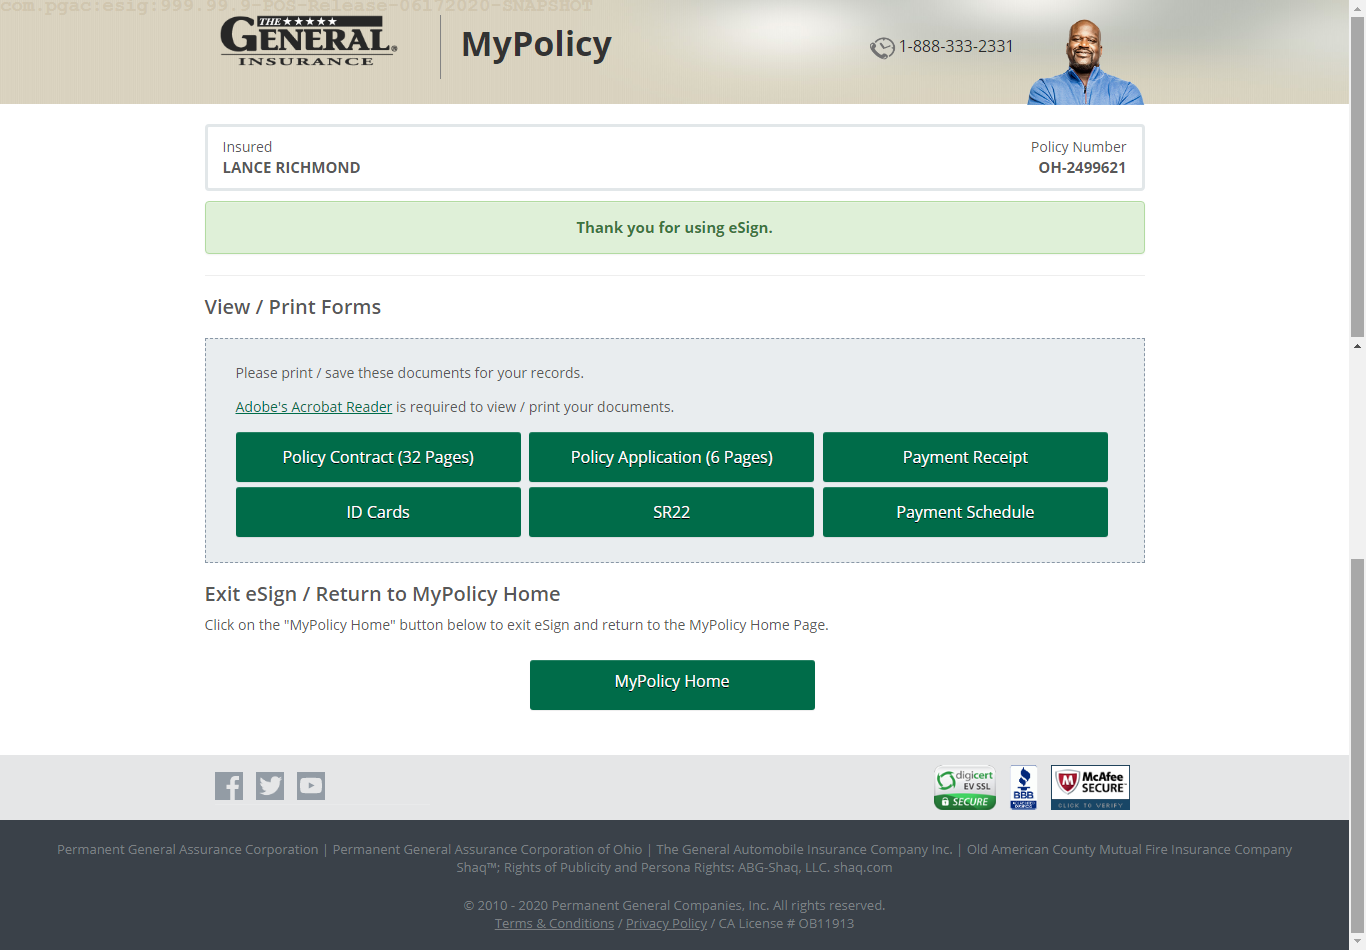 com.pgac:esig:999.99.9-POS-Release-06172020-SNAPSHOT
THE
GENERAL®
INSURANCE
MyPolicy
1-888-333-2331
Insured
Policy Number
LANCE RICHMOND
OH-2499621
Thank you for using eSign.
View / Print Forms
Please print / save these documents for your records.
Adobe's Acrobat Reader is required to view / print your documents.
Policy Contract (32 Pages)
Policy Application (6 Pages)
Payment Receipt
ID Cards
SR22
Payment Schedule
Exit eSign / Return to MyPolicy Home
Click on the "MyPolicy Home" button below to exit eSign and return to the MyPolicy Home Page.
MyPolicy Home
digicert
EV SSL
SECURE
BBB
McAfee
SECURE™
CLICK TO VERIFY
Permanent General Assurance Corporation | Permanent General Assurance Corporation of Ohio | The General Automobile Insurance Company Inc. | Old American County Mutual Fire Insurance Company
Shaq™; Rights of Publicity and Persona Rights: ABG-Shaq, LLC. shaq.com
© 2010 - 2020 Permanent General Companies, Inc. All rights reserved.
Terms & Conditions / Privacy Policy / CA License # OB11913